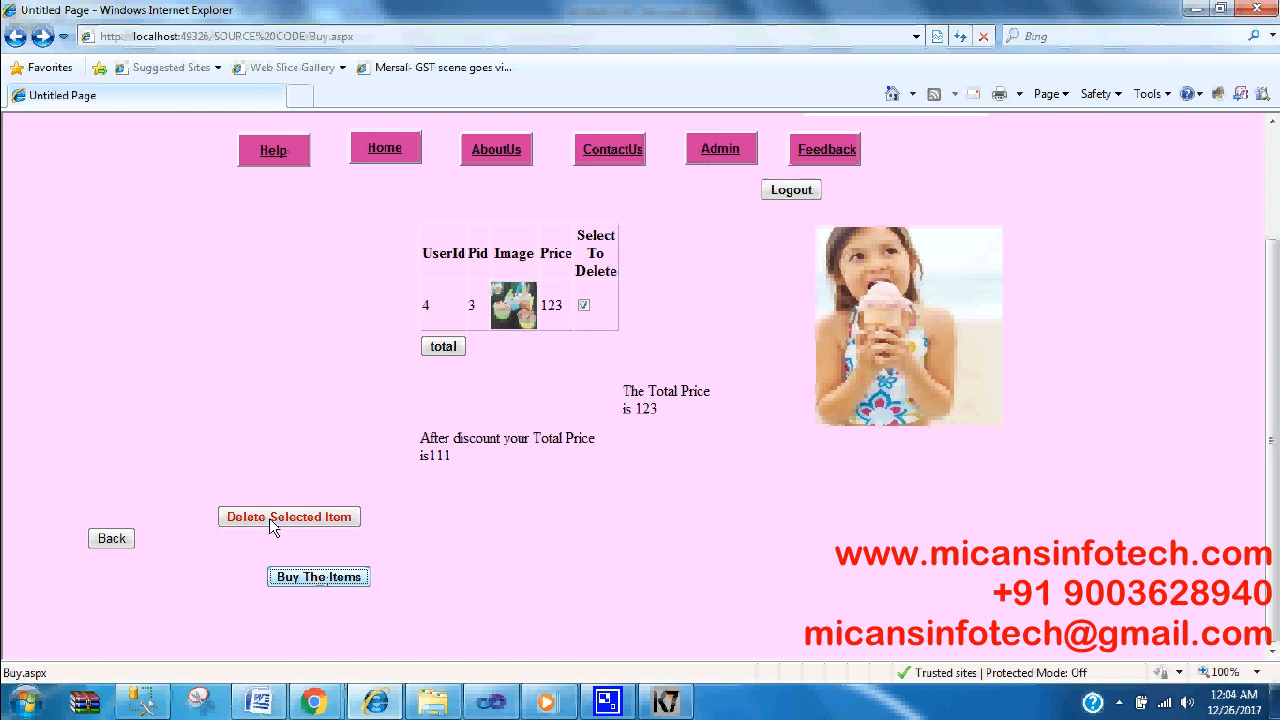 Untitled Page - Windows Internet Explorer
http://localhost:49326/SOURCE%20CODE/Buy.aspx
Bing
Favorites
Suggested Sites
Web Slice Gallery
Mersal- GST scene goes vi...
Untitled Page
Page
Safety
Tools
Help
Home
AboutUs
ContactUs
Admin
Feedback
Logout
UserId Pid Image Price Select To Delete
4 3 123
total
The Total Price
is 123
After discount your Total Price
is111
Delete Selected Item
Back
Buy The Items
www.micansinfotech.com
+91 9003628940
micansinfotech@gmail.com
Buy.aspx
Trusted sites | Protected Mode: Off
100%
K7
12:04 AM
12/26/2017